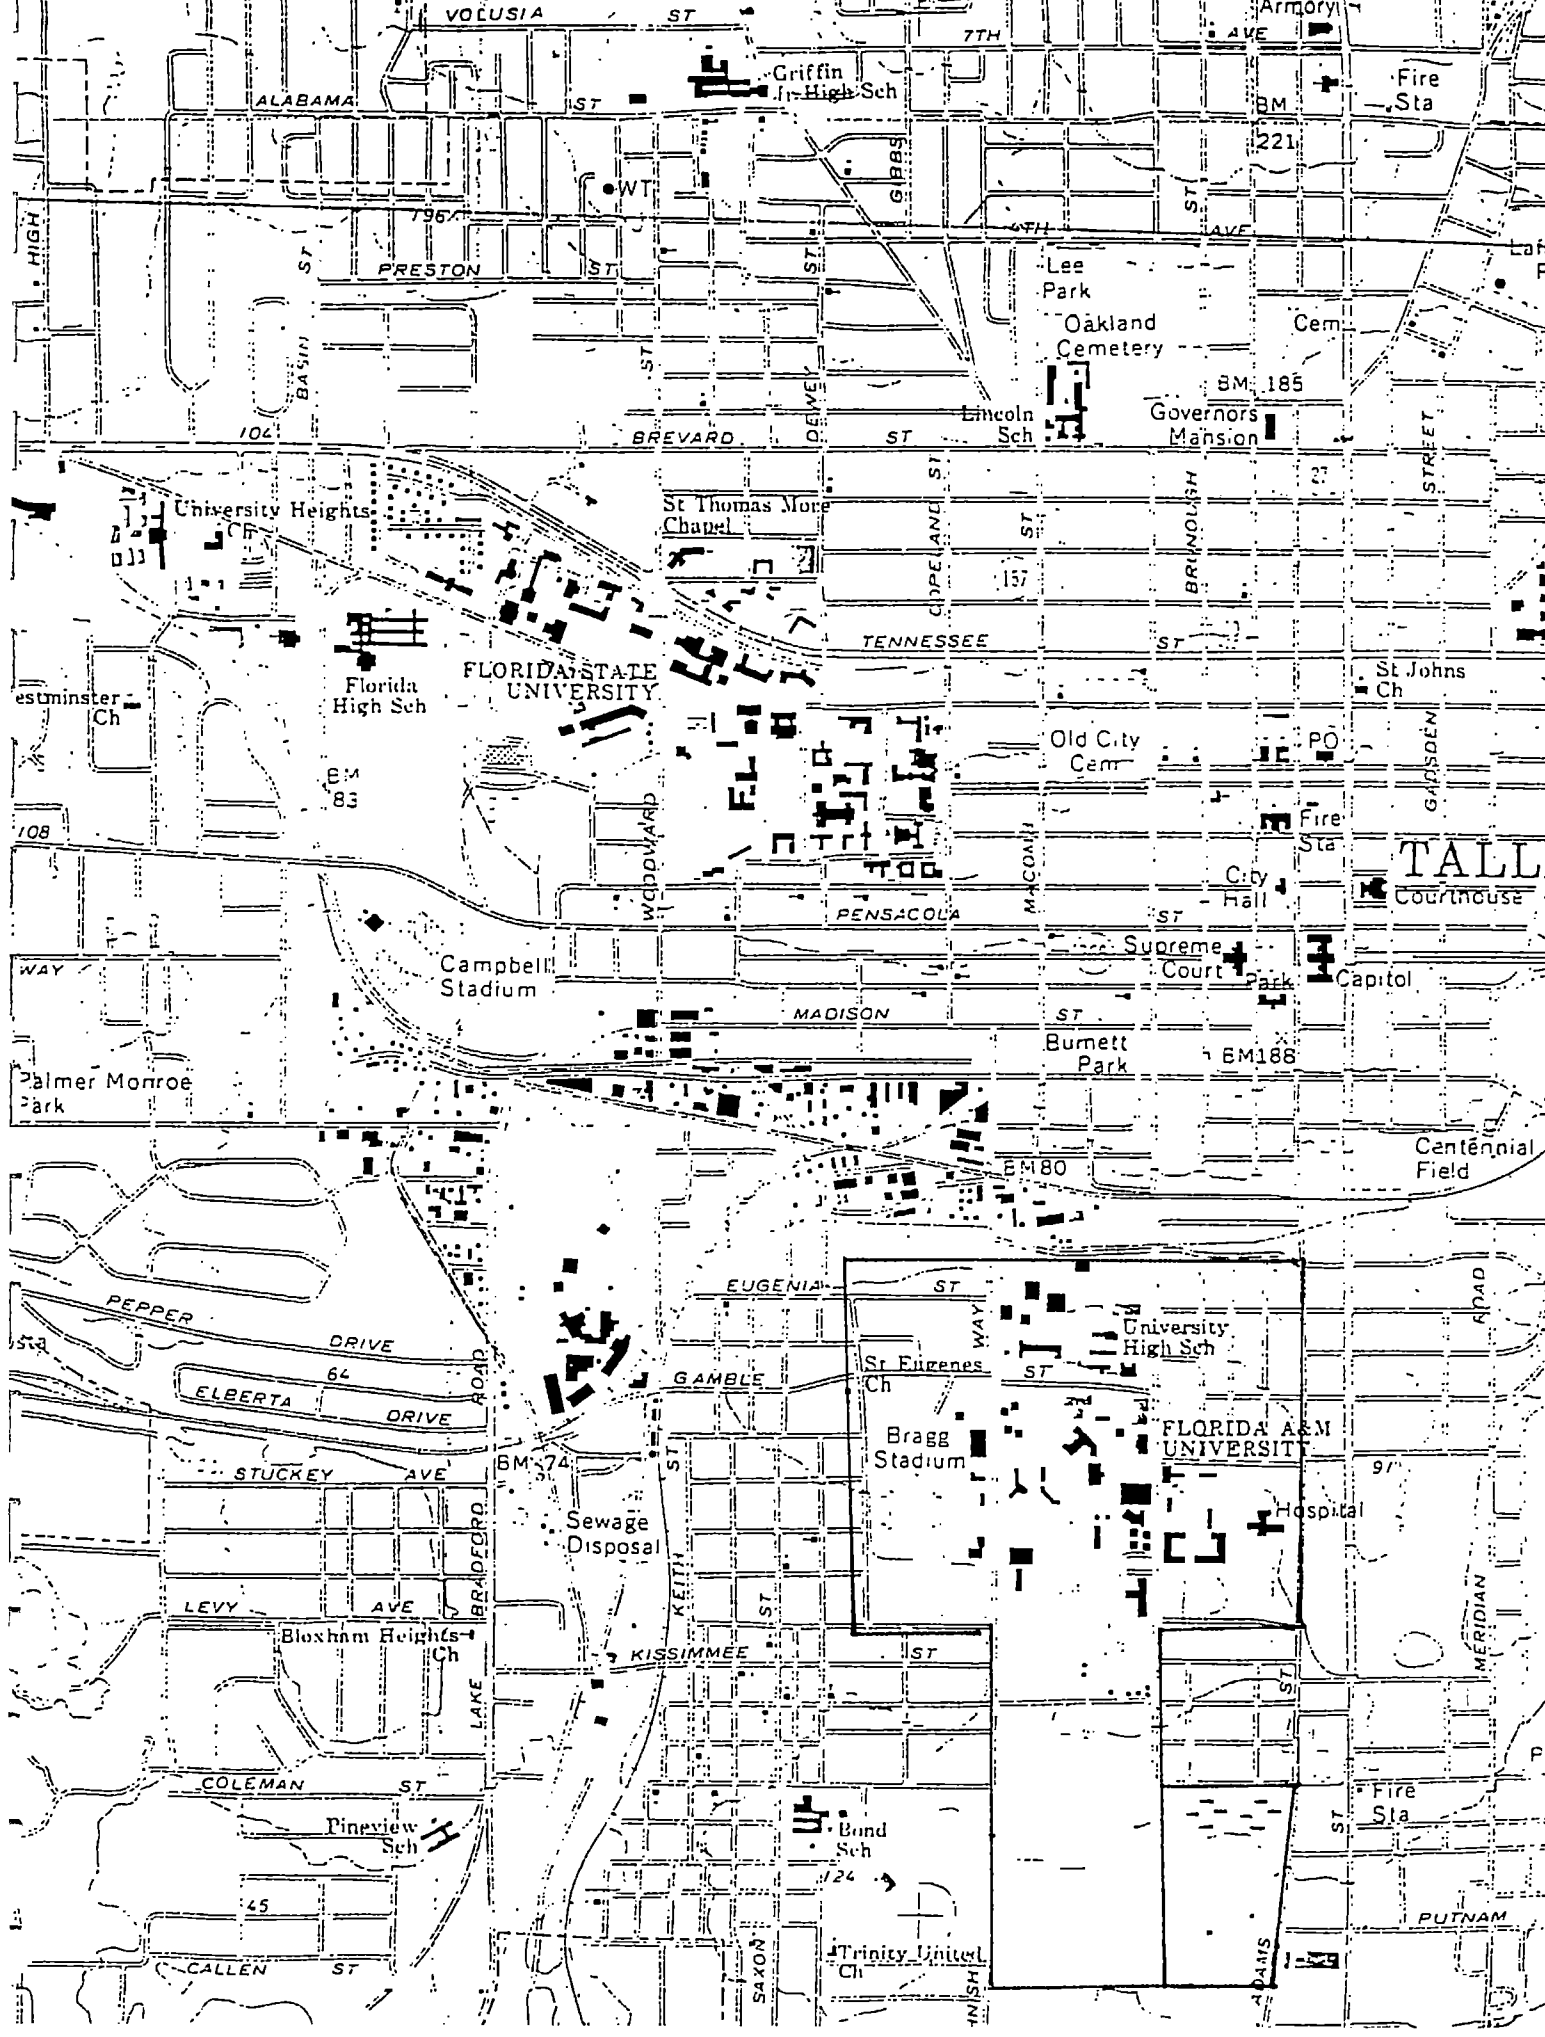 VOLUSIA ST
Armory
7TH AVE
Griffin
Jr High Sch
Fire
Sta
ALABAMA ST
BM
221
GIBBS
WT
ST
196
HIGH
4TH AVE
ST
PRESTON ST
ST
Lee
Park
Oakland
Cemetery
Cem
BASIN
ST
DEWEY
BM 185
Lincoln
Sch
Governors
Mansion
STREET
104
BREVARD ST
27
University Heights
Ch
St Thomas More
Chapel
COPELAND ST
ST
BRUNOUGH
157
TENNESSEE ST
FLORIDA STATE
UNIVERSITY
Florida
High Sch
St Johns
Ch
estminster
Ch
Old City
Cem
PO
GADSDEN
BM
83
WOODWARD
MACOMB
108
Fire
Sta
TALL
City
Hall
Courthouse
PENSACOLA ST
WAY
Campbell
Stadium
Supreme
Court
Park
Capitol
MADISON ST
Burnett
Park
BM188
Palmer Monroe
Park
BM80
Centennial
Field
EUGENIA ST
WAY
ROAD
PEPPER DRIVE
University
High Sch
64
ROAD
GAMBLE ST
St Eugenes
Ch
ELBERTA DRIVE
Bragg
Stadium
FLORIDA A&M
UNIVERSITY
BM 74
ST
STUCKEY AVE
91
Hospital
Sewage
Disposal
BRADFORD
KEITH
ST
MERIDIAN
LEVY AVE
Bloxham Heights
Ch
KISSIMMEE ST
ST
LAKE
COLEMAN ST
Fire
Sta
ST
Pineview
Sch
Bond
Sch
124
45
PUTNAM
CALLEN ST
SAXON
Trinity United
Ch
ADAMS